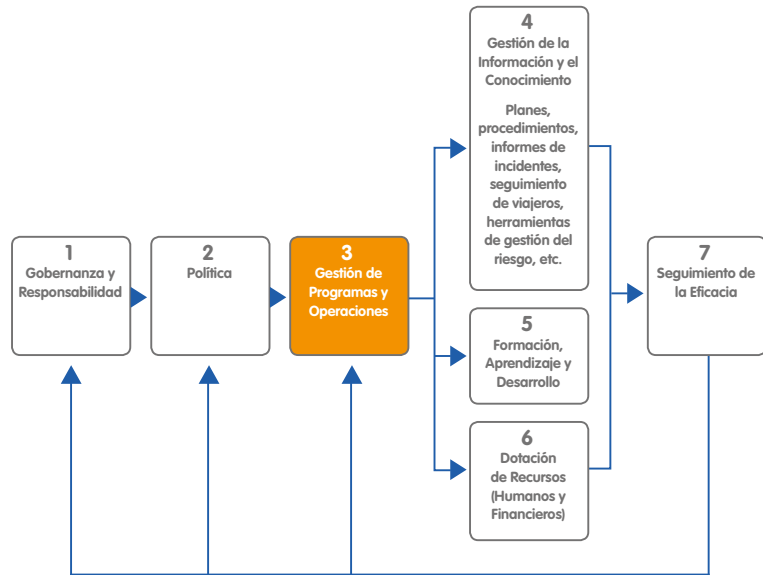 1
Gobernanza y
Responsabilidad
2
Política
3
Gestión de
Programas y
Operaciones
4
Gestión de la
Información y el
Conocimiento
Planes,
procedimientos,
informes de
incidentes,
seguimiento
de viajeros,
herramientas
de gestión del
riesgo, etc.
5
Formación,
Aprendizaje y
Desarrollo
6
Dotación
de Recursos
(Humanos y
Financieros)
7
Seguimiento de
la Eficacia